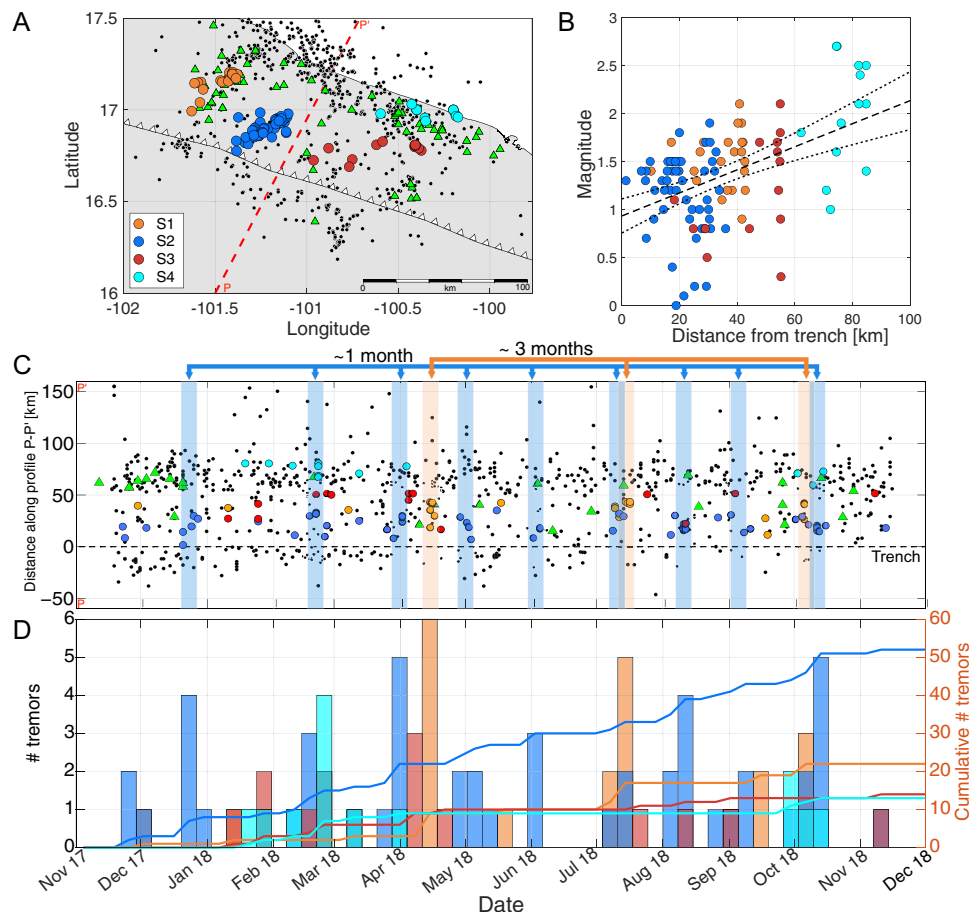 A
17.5
17
16.5
16
Latitude
P'
P
S1
S2
S3
S4
0
km
100
-102
-101.5
-101
-100.5
-100
Longitude
B
3
2.5
2
1.5
1
0.5
0
Magnitude
0
20
40
60
80
100
Distance from trench [km]
C
~1 month
~ 3 months
Distance along profile P-P' [km]
P'
150
100
50
0
−50
P
Trench
D
6
5
4
3
2
1
0
# tremors
60
50
40
30
20
10
0
Cumulative # tremors
Nov 17
Dec 17
Jan 18
Feb 18
Mar 18
Apr 18
May 18
Jun 18
Jul 18
Aug 18
Sep 18
Oct 18
Nov 18
Dec 18
Date